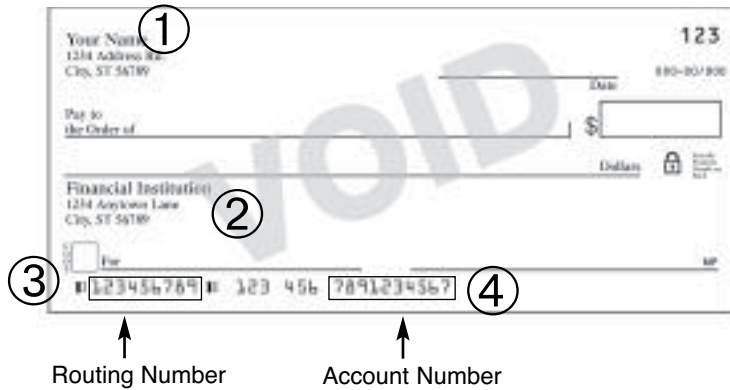 1
Your Name
123
1234 Address Rd.
City, ST 56789
000-00/000
Date
Pay to
the Order of
$
Dollars
VOID
Financial Institution
1234 Anytown Lane
City, ST 56789
2
For
MP
3
123456789 123 456 7891234567
4
Routing Number
Account Number